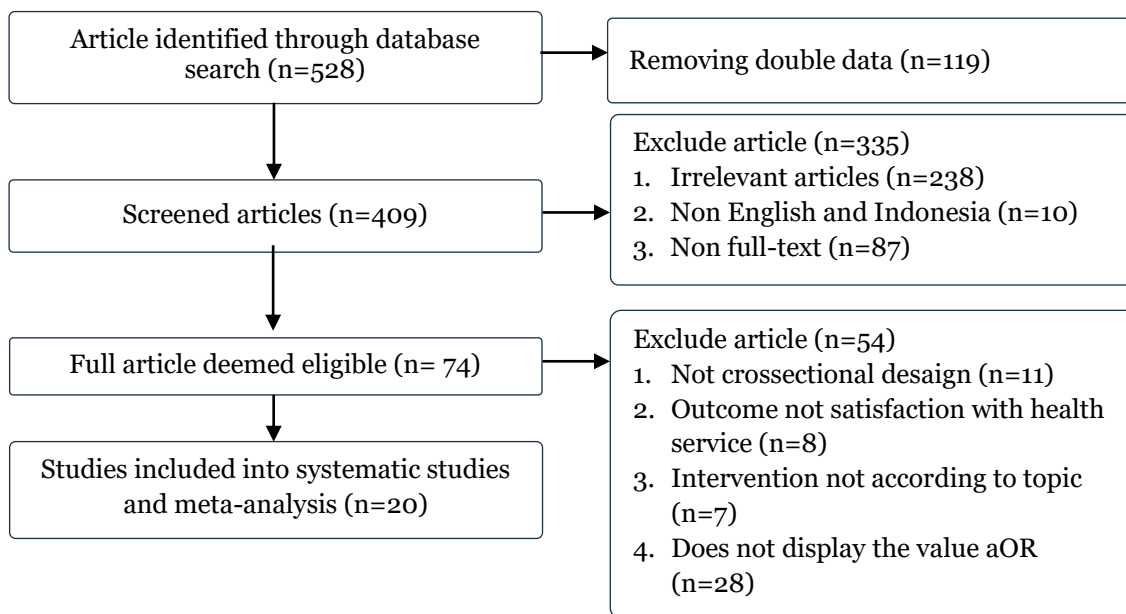 Article identified through database
search (n=528)
Removing double data (n=119)
Screened articles (n=409)
Exclude article (n=335)
1. Irrelevant articles (n=238)
2. Non English and Indonesia (n=10)
3. Non full-text (n=87)
Full article deemed eligible (n= 74)
Exclude article (n=54)
1. Not crossectional desaign (n=11)
2. Outcome not satisfaction with health
service (n=8)
3. Intervention not according to topic
(n=7)
4. Does not display the value aOR
(n=28)
Studies included into systematic studies
and meta-analysis (n=20)